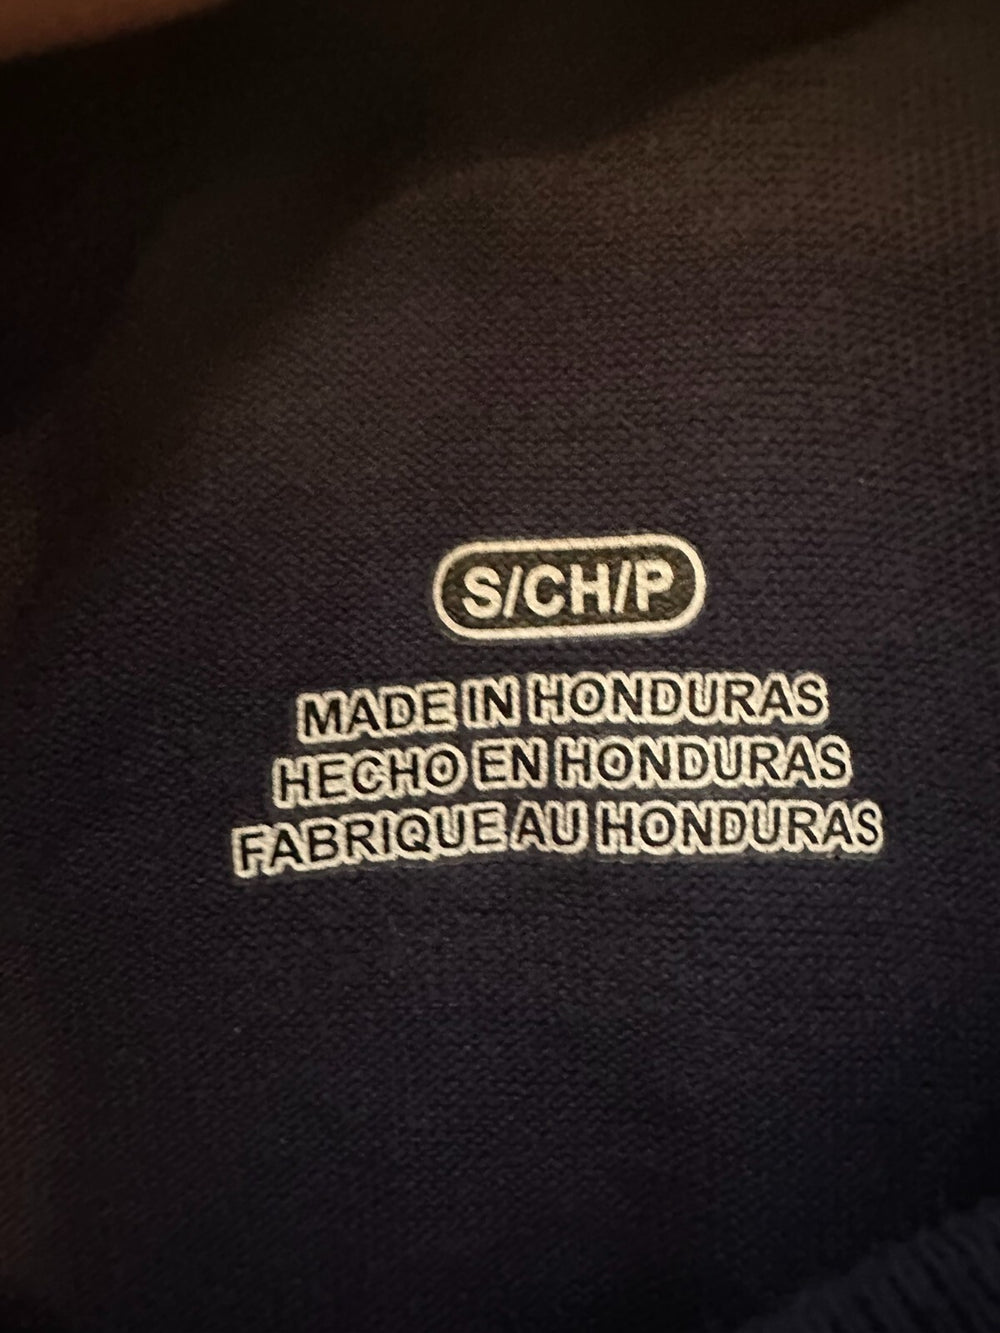 S/CH/P
MADE IN HONDURAS
HECHO EN HONDURAS
FABRIQUE AU HONDURAS